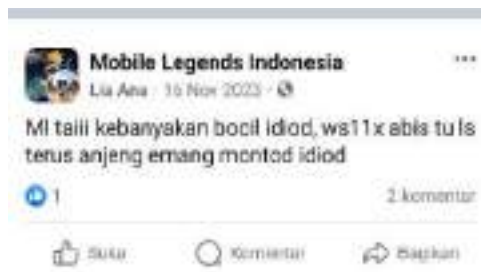 Mobile Legends Indonesia
Lia Ana · 16 Nov 2023 ·
Ml taiii kebanyakan bocil idiod, ws11x abis tu ls
terus anjeng emang montod idiod
1 2 komentar
Suka Komentar Bagikan